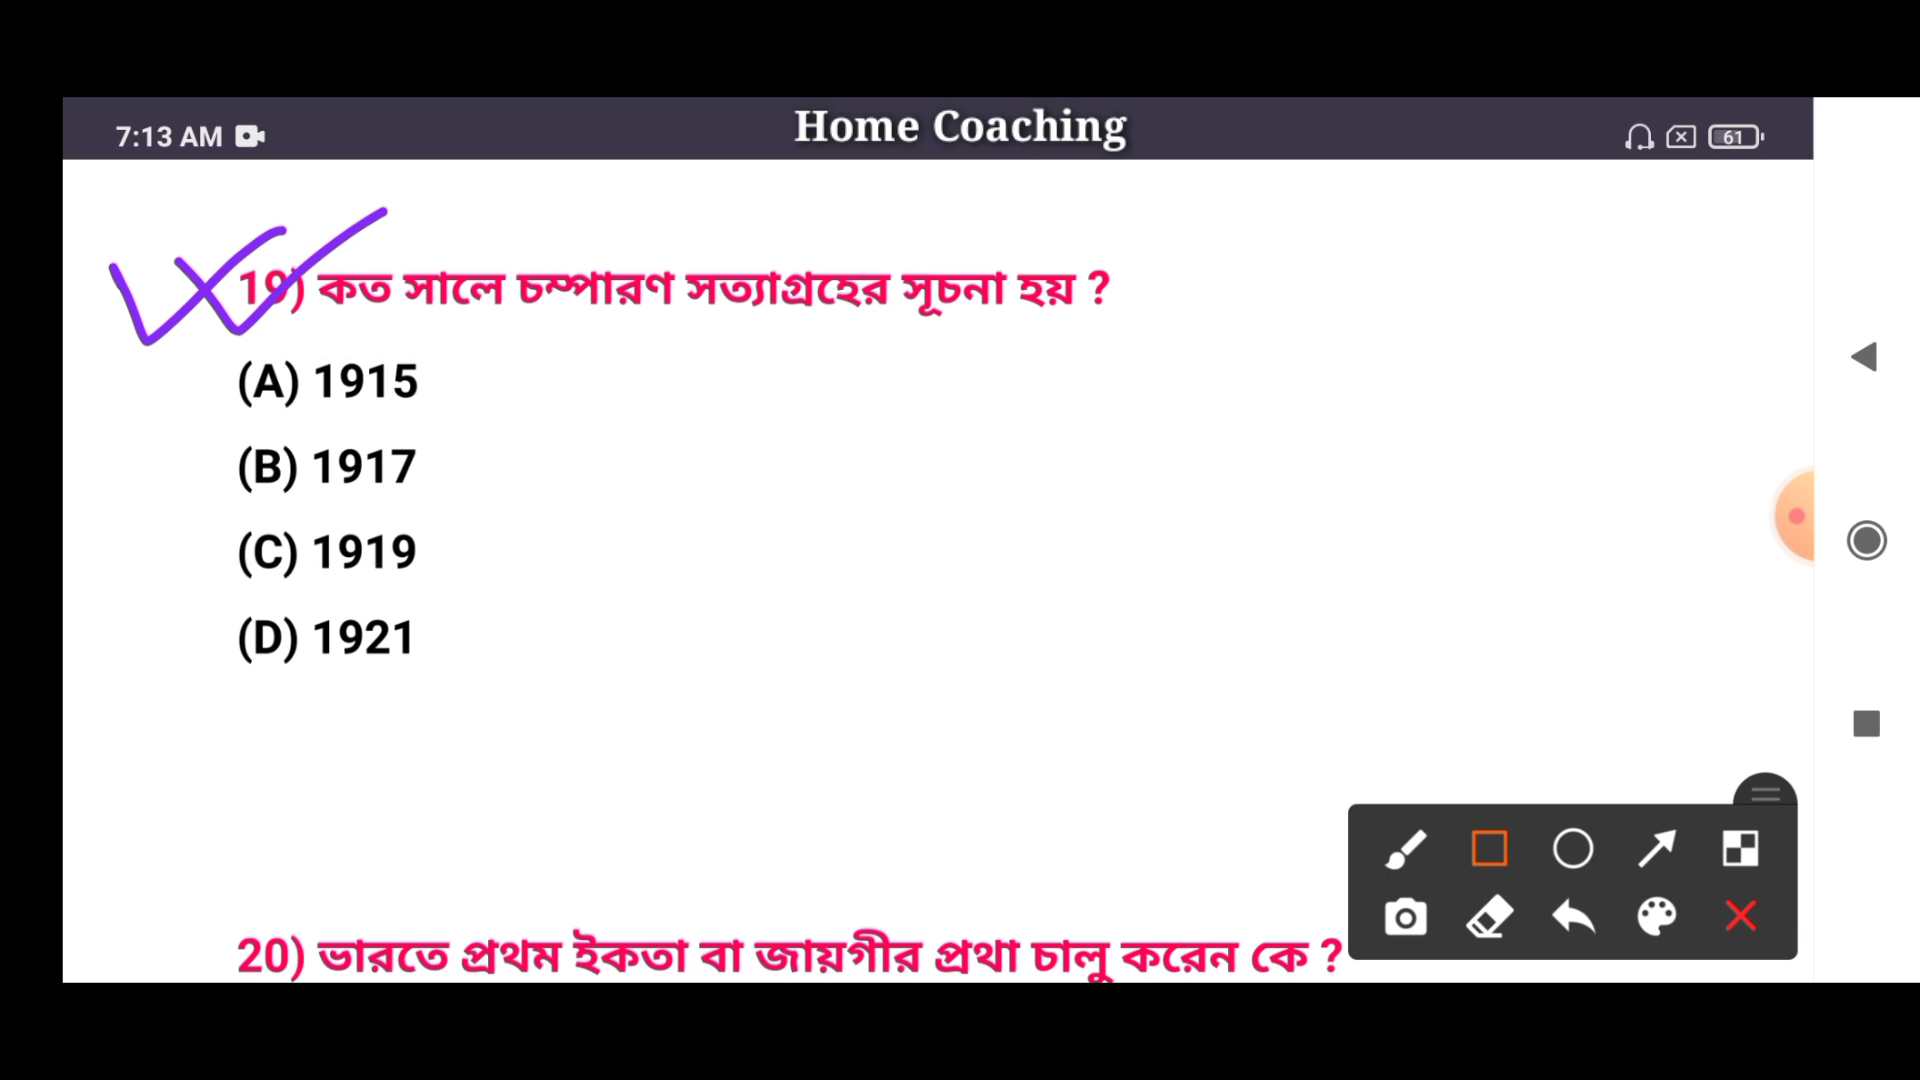 7:13 AM
Home Coaching
61
19) কত সালে চম্পারণ সত্যাগ্রহের সূচনা হয় ?
(A) 1915
(B) 1917
(C) 1919
(D) 1921
20) ভারতে প্রথম ইকতা বা জায়গীর প্রথা চালু করেন কে ?